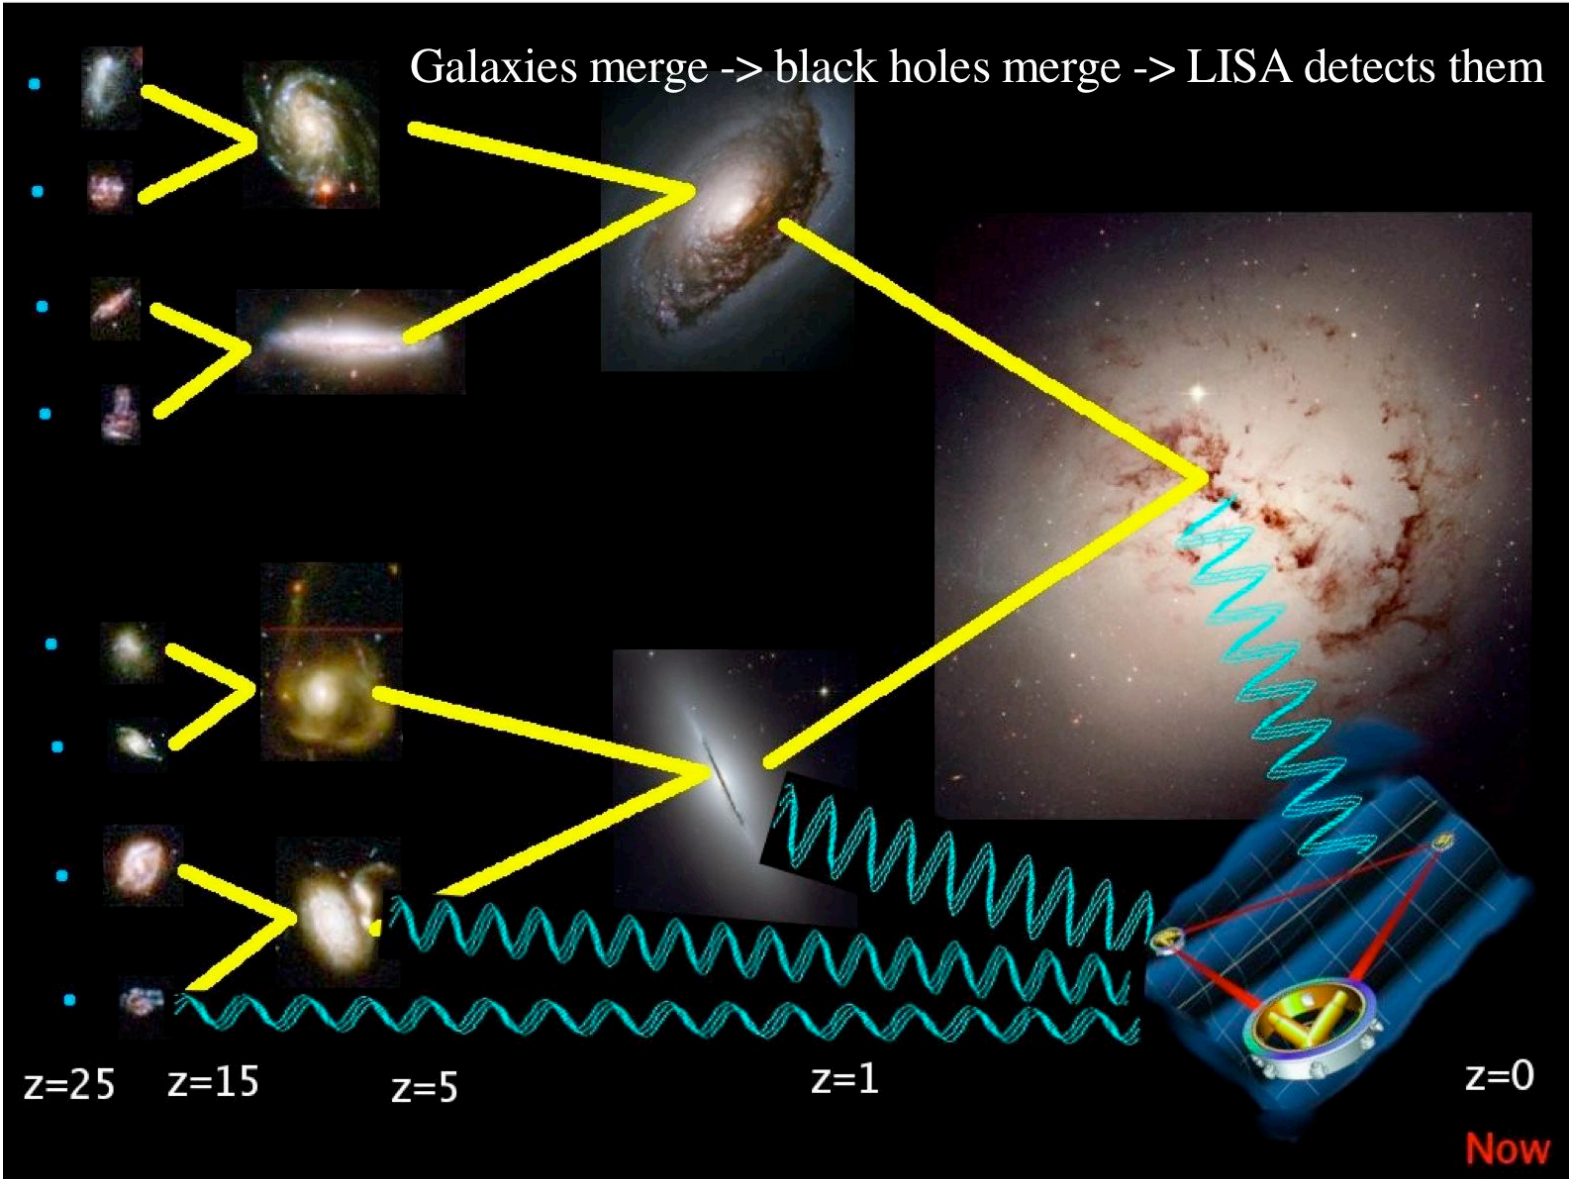 Galaxies merge -> black holes merge -> LISA detects them
z=25 z=15 z=5 z=1 z=0
Now